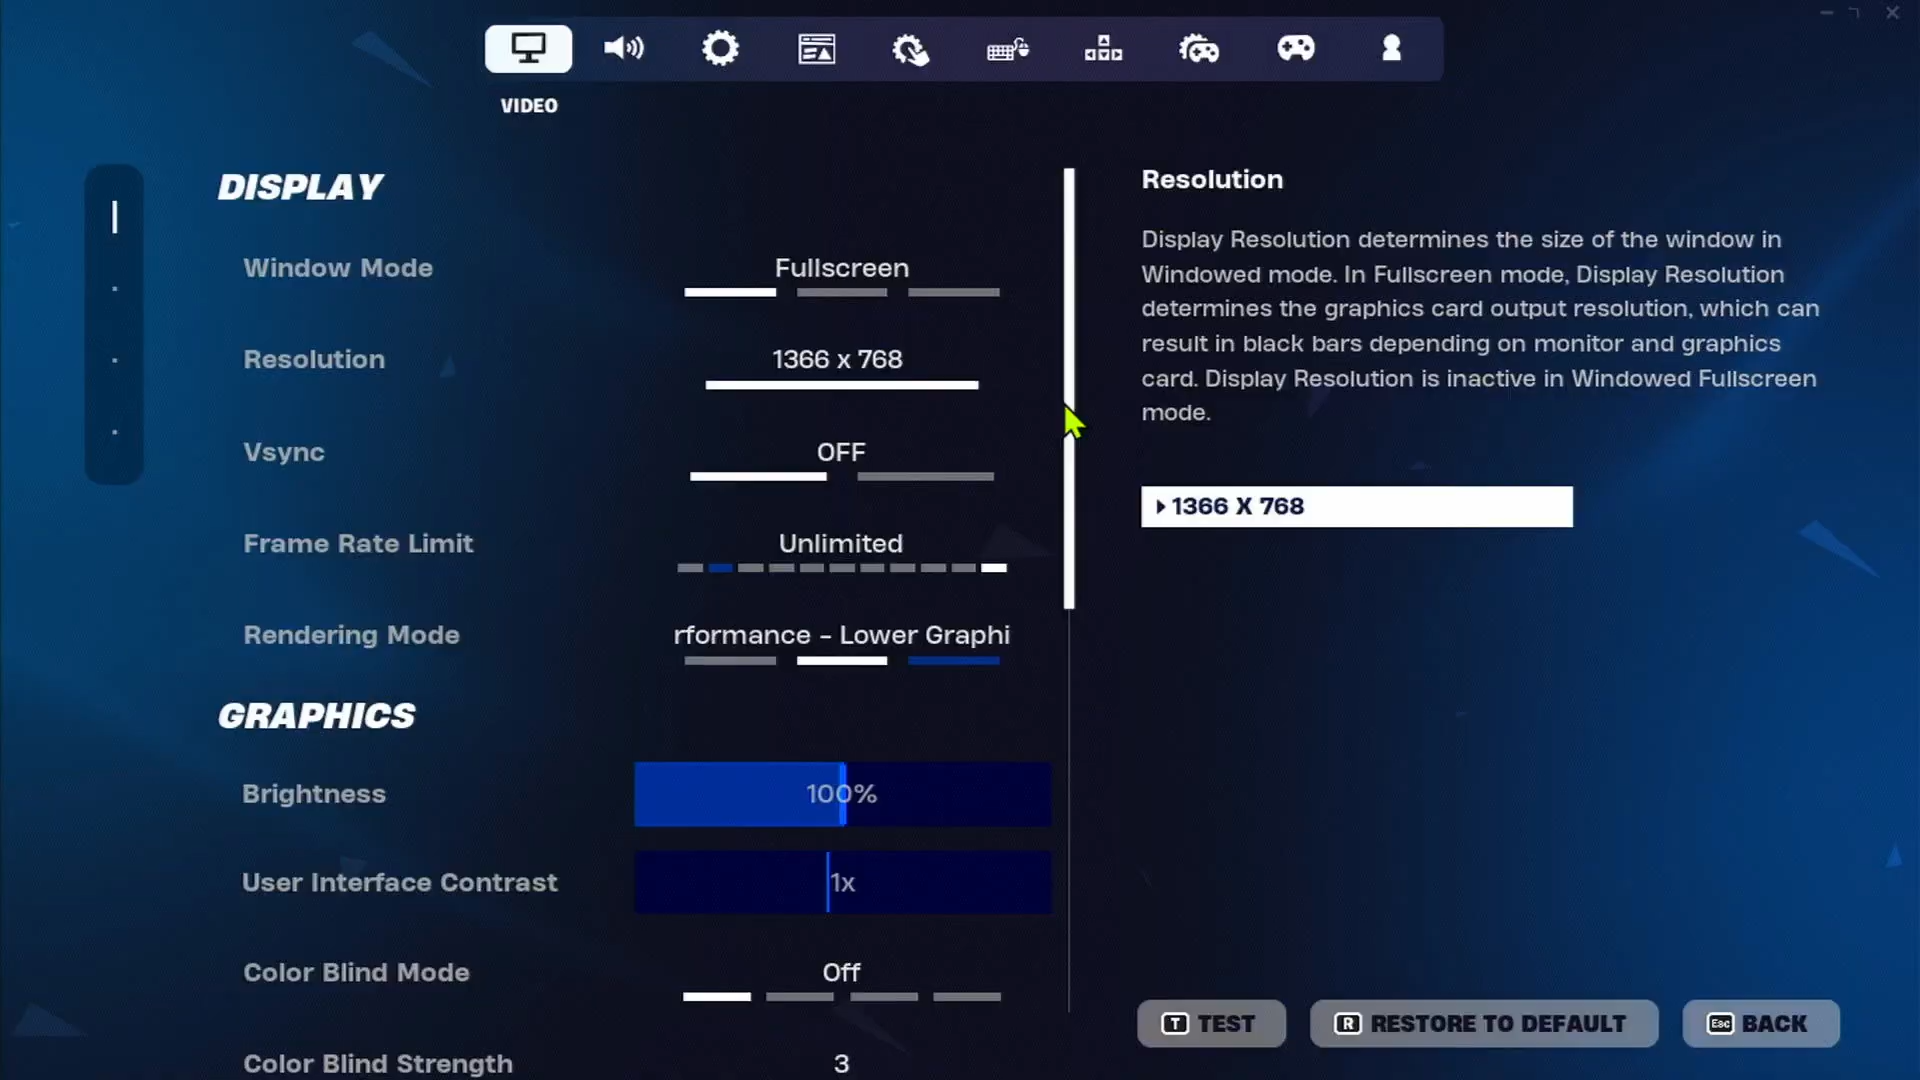 VIDEO
DISPLAY
Window Mode
Fullscreen
Resolution
1366 x 768
Vsync
OFF
Frame Rate Limit
Unlimited
Rendering Mode
rformance - Lower Graphi
GRAPHICS
Brightness
100%
User Interface Contrast
1x
Color Blind Mode
Off
Color Blind Strength
3
Resolution
Display Resolution determines the size of the window in
Windowed mode. In Fullscreen mode, Display Resolution
determines the graphics card output resolution, which can
result in black bars depending on monitor and graphics
card. Display Resolution is inactive in Windowed Fullscreen
mode.
1366 X 768
T TEST
R RESTORE TO DEFAULT
Esc BACK